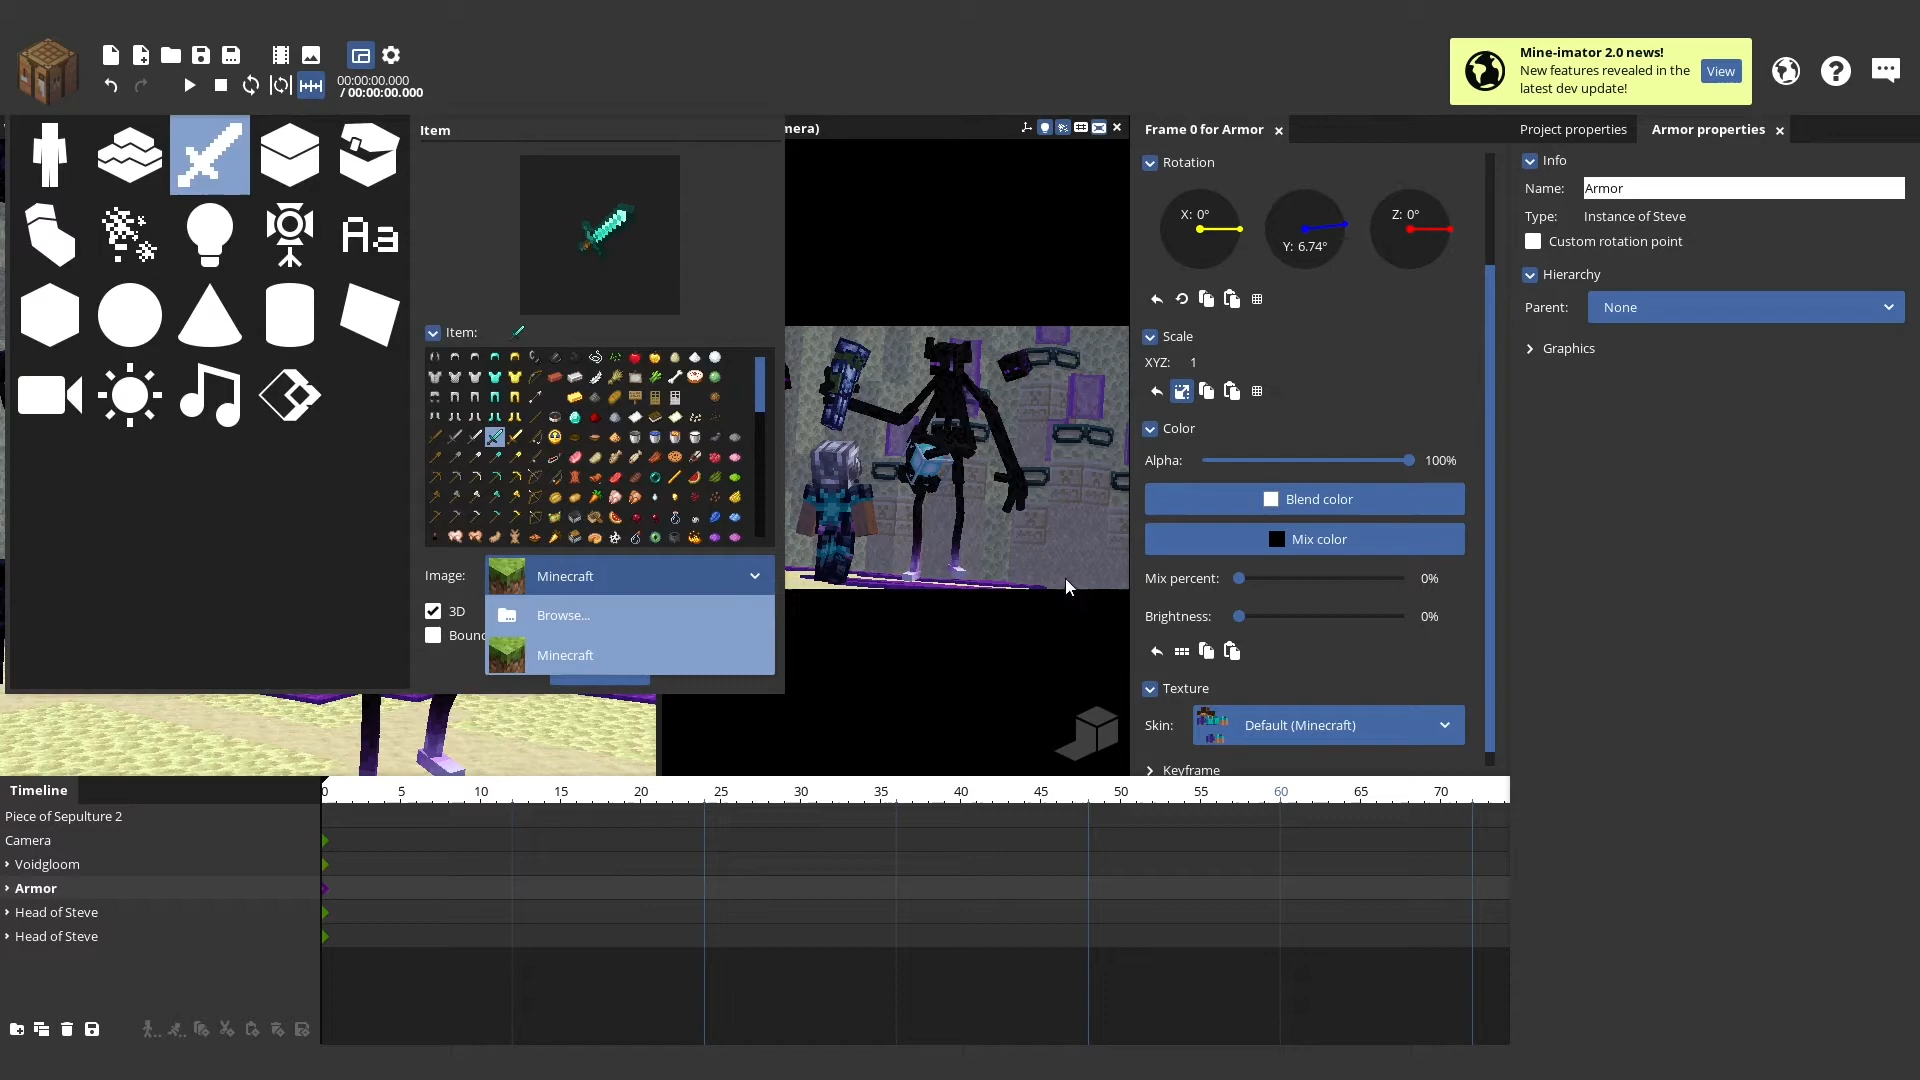 00:00:00.000
/ 00:00:00.000
Mine-imator 2.0 news!
New features revealed in the
latest dev update!
View
Item
mera)
Frame 0 for Armor
Project properties
Armor properties
Rotation
X: 0°
Y: 6.74°
Z: 0°
Scale
XYZ: 1
Color
Alpha: 100%
Blend color
Mix color
Mix percent: 0%
Brightness: 0%
Texture
Skin: Default (Minecraft)
Keyframe
Info
Name: Armor
Type: Instance of Steve
Custom rotation point
Hierarchy
Parent: None
Graphics
Aa
Item:
Image: Minecraft
Browse...
Minecraft
3D
Bounc
Timeline
0 5 10 15 20 25 30 35 40 45 50 55 60 65 70
Piece of Sepulture 2
Camera
Voidgloom
Armor
Head of Steve
Head of Steve